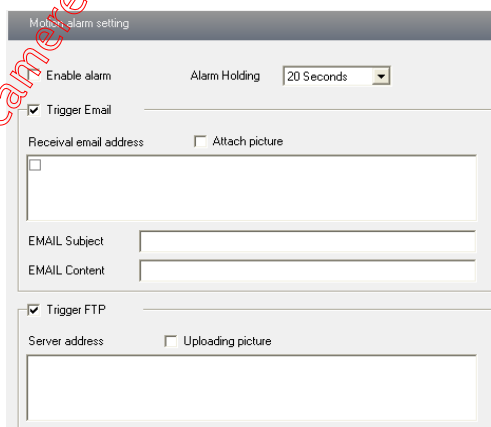 Motion alarm setting
Enable alarm Alarm Holding 20 Seconds
Trigger Email
Receival email address Attach picture
EMAIL Subject
EMAIL Content
Trigger FTP
Server address Uploading picture